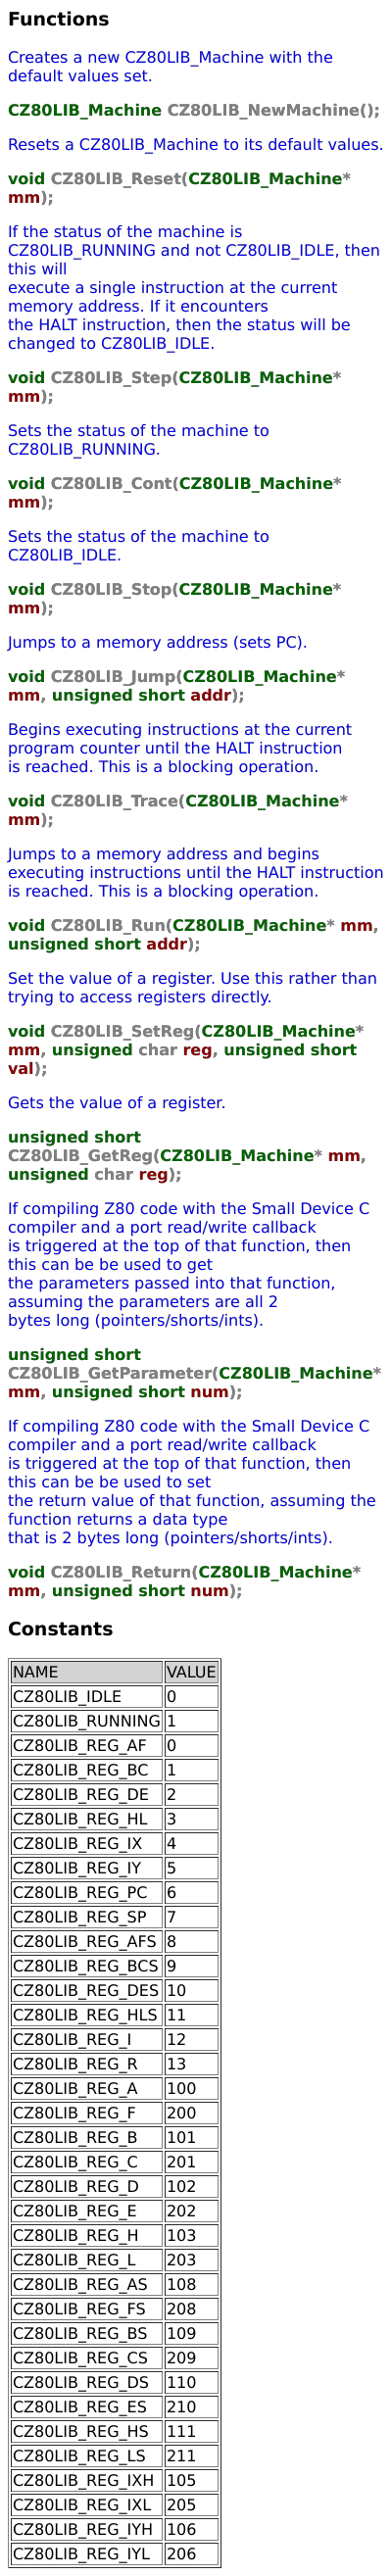 Functions
Creates a new CZ80LIB_Machine with the
default values set.
CZ80LIB_Machine CZ80LIB_NewMachine();
Resets a CZ80LIB_Machine to its default values.
void CZ80LIB_Reset(CZ80LIB_Machine*
mm);
If the status of the machine is
CZ80LIB_RUNNING and not CZ80LIB_IDLE, then
this will
execute a single instruction at the current
memory address. If it encounters
the HALT instruction, then the status will be
changed to CZ80LIB_IDLE.
void CZ80LIB_Step(CZ80LIB_Machine*
mm);
Sets the status of the machine to
CZ80LIB_RUNNING.
void CZ80LIB_Cont(CZ80LIB_Machine*
mm);
Sets the status of the machine to
CZ80LIB_IDLE.
void CZ80LIB_Stop(CZ80LIB_Machine*
mm);
Jumps to a memory address (sets PC).
void CZ80LIB_Jump(CZ80LIB_Machine*
mm, unsigned short addr);
Begins executing instructions at the current
program counter until the HALT instruction
is reached. This is a blocking operation.
void CZ80LIB_Trace(CZ80LIB_Machine*
mm);
Jumps to a memory address and begins
executing instructions until the HALT instruction
is reached. This is a blocking operation.
void CZ80LIB_Run(CZ80LIB_Machine* mm,
unsigned short addr);
Set the value of a register. Use this rather than
trying to access registers directly.
void CZ80LIB_SetReg(CZ80LIB_Machine*
mm, unsigned char reg, unsigned short
val);
Gets the value of a register.
unsigned short
CZ80LIB_GetReg(CZ80LIB_Machine* mm,
unsigned char reg);
If compiling Z80 code with the Small Device C
compiler and a port read/write callback
is triggered at the top of that function, then
this can be be used to get
the parameters passed into that function,
assuming the parameters are all 2
bytes long (pointers/shorts/ints).
unsigned short
CZ80LIB_GetParameter(CZ80LIB_Machine*
mm, unsigned short num);
If compiling Z80 code with the Small Device C
compiler and a port read/write callback
is triggered at the top of that function, then
this can be be used to set
the return value of that function, assuming the
function returns a data type
that is 2 bytes long (pointers/shorts/ints).
void CZ80LIB_Return(CZ80LIB_Machine*
mm, unsigned short num);
Constants
NAME VALUE
CZ80LIB_IDLE 0
CZ80LIB_RUNNING 1
CZ80LIB_REG_AF 0
CZ80LIB_REG_BC 1
CZ80LIB_REG_DE 2
CZ80LIB_REG_HL 3
CZ80LIB_REG_IX 4
CZ80LIB_REG_IY 5
CZ80LIB_REG_PC 6
CZ80LIB_REG_SP 7
CZ80LIB_REG_AFS 8
CZ80LIB_REG_BCS 9
CZ80LIB_REG_DES 10
CZ80LIB_REG_HLS 11
CZ80LIB_REG_I 12
CZ80LIB_REG_R 13
CZ80LIB_REG_A 100
CZ80LIB_REG_F 200
CZ80LIB_REG_B 101
CZ80LIB_REG_C 201
CZ80LIB_REG_D 102
CZ80LIB_REG_E 202
CZ80LIB_REG_H 103
CZ80LIB_REG_L 203
CZ80LIB_REG_AS 108
CZ80LIB_REG_FS 208
CZ80LIB_REG_BS 109
CZ80LIB_REG_CS 209
CZ80LIB_REG_DS 110
CZ80LIB_REG_ES 210
CZ80LIB_REG_HS 111
CZ80LIB_REG_LS 211
CZ80LIB_REG_IXH 105
CZ80LIB_REG_IXL 205
CZ80LIB_REG_IYH 106
CZ80LIB_REG_IYL 206